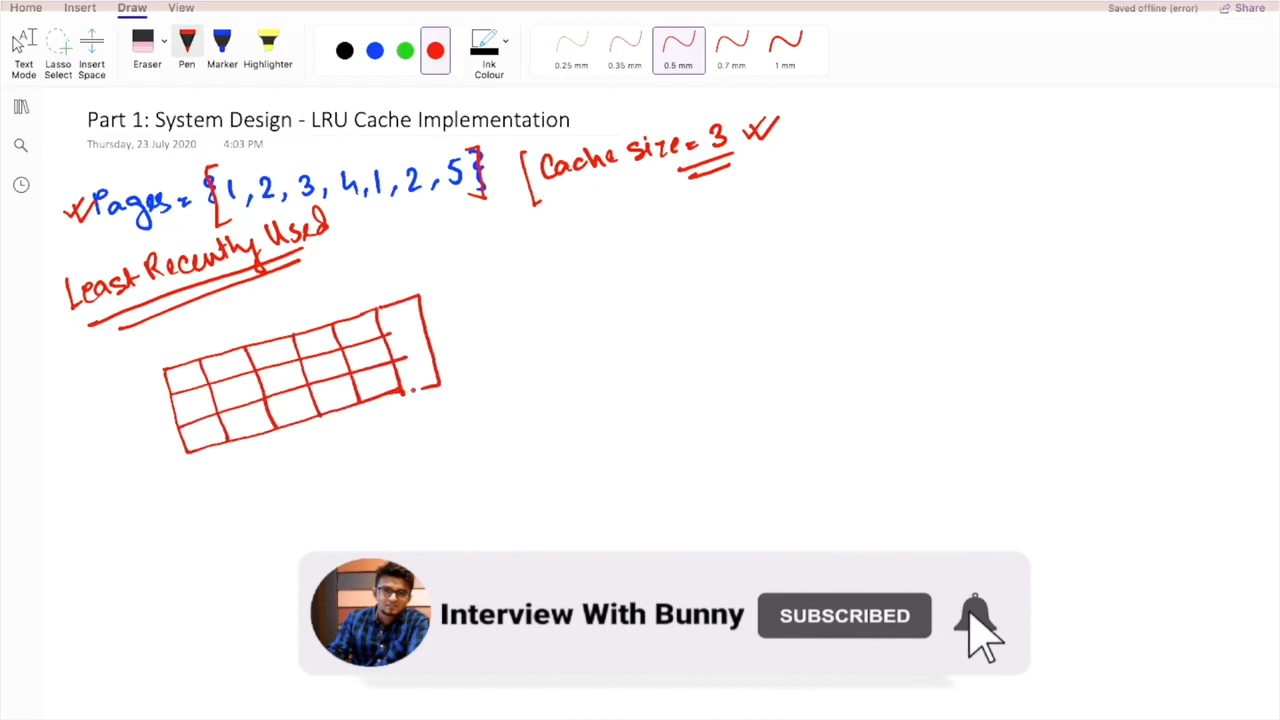 Home Insert Draw View Saved offline (error) Share
Text Mode Lasso Select Insert Space Eraser Pen Marker Highlighter Ink Colour 0.25 mm 0.35 mm 0.5 mm 0.7 mm 1 mm
Part 1: System Design - LRU Cache Implementation
Thursday, 23 July 2020 4:03 PM
Pages = {1, 2, 3, 4, 1, 2, 5} [Cache size = 3
Least Recently Used
Interview With Bunny SUBSCRIBED